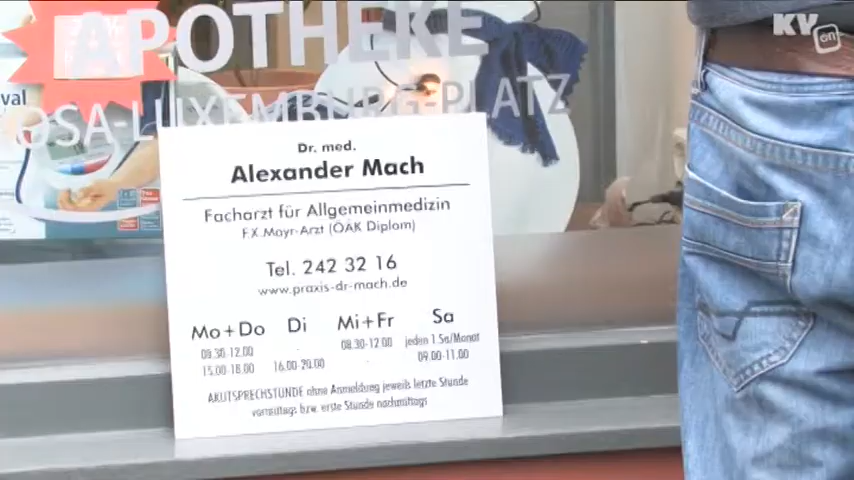 KV
on
APOTHEKE
OSA-LUXEMBURG-PLATZ
Dr. med.
Alexander Mach
Facharzt für Allgemeinmedizin
F.X.Mayr-Arzt (ÖÄK Diplom)
Tel. 242 32 16
www.praxis-dr-mach.de
Mo+Do Di Mi+Fr Sa
09.30-12.00 - 08.30-12.00 jeden 1.Sa/Monat
15.00-18.00 16.00-20.00 - 09.00-11.00
AKUTSPRECHSTUNDE ohne Anmeldung jeweils letzte Stunde
vormittags bzw. erste Stunde nachmittags